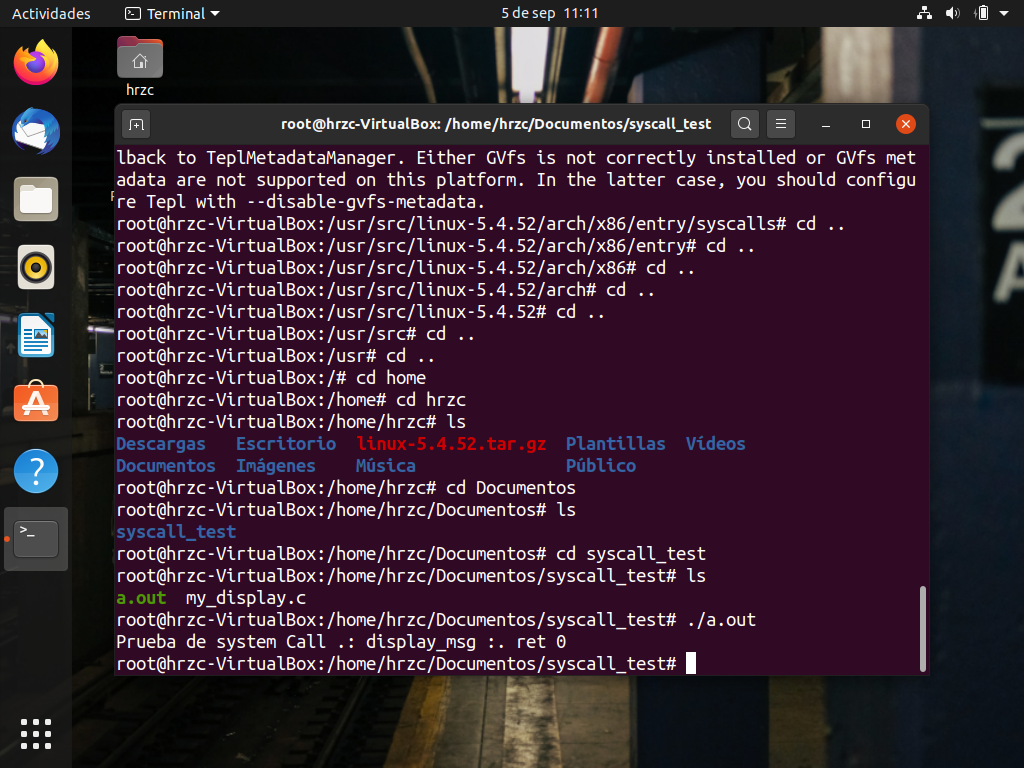 Actividades
Terminal
5 de sep 11:11
hrzc
root@hrzc-VirtualBox: /home/hrzc/Documentos/syscall_test
lback to TeplMetadataManager. Either GVfs is not correctly installed or GVfs met
adata are not supported on this platform. In the latter case, you should configu
re Tepl with --disable-gvfs-metadata.
root@hrzc-VirtualBox:/usr/src/linux-5.4.52/arch/x86/entry/syscalls# cd ..
root@hrzc-VirtualBox:/usr/src/linux-5.4.52/arch/x86/entry# cd ..
root@hrzc-VirtualBox:/usr/src/linux-5.4.52/arch/x86# cd ..
root@hrzc-VirtualBox:/usr/src/linux-5.4.52/arch# cd ..
root@hrzc-VirtualBox:/usr/src/linux-5.4.52# cd ..
root@hrzc-VirtualBox:/usr/src# cd ..
root@hrzc-VirtualBox:/usr# cd ..
root@hrzc-VirtualBox:/# cd home
root@hrzc-VirtualBox:/home# cd hrzc
root@hrzc-VirtualBox:/home/hrzc# ls
Descargas Escritorio linux-5.4.52.tar.gz Plantillas Vídeos
Documentos Imágenes Música Público
root@hrzc-VirtualBox:/home/hrzc# cd Documentos
root@hrzc-VirtualBox:/home/hrzc/Documentos# ls
syscall_test
root@hrzc-VirtualBox:/home/hrzc/Documentos# cd syscall_test
root@hrzc-VirtualBox:/home/hrzc/Documentos/syscall_test# ls
a.out my_display.c
root@hrzc-VirtualBox:/home/hrzc/Documentos/syscall_test# ./a.out
Prueba de system Call .: display_msg :. ret 0
root@hrzc-VirtualBox:/home/hrzc/Documentos/syscall_test#